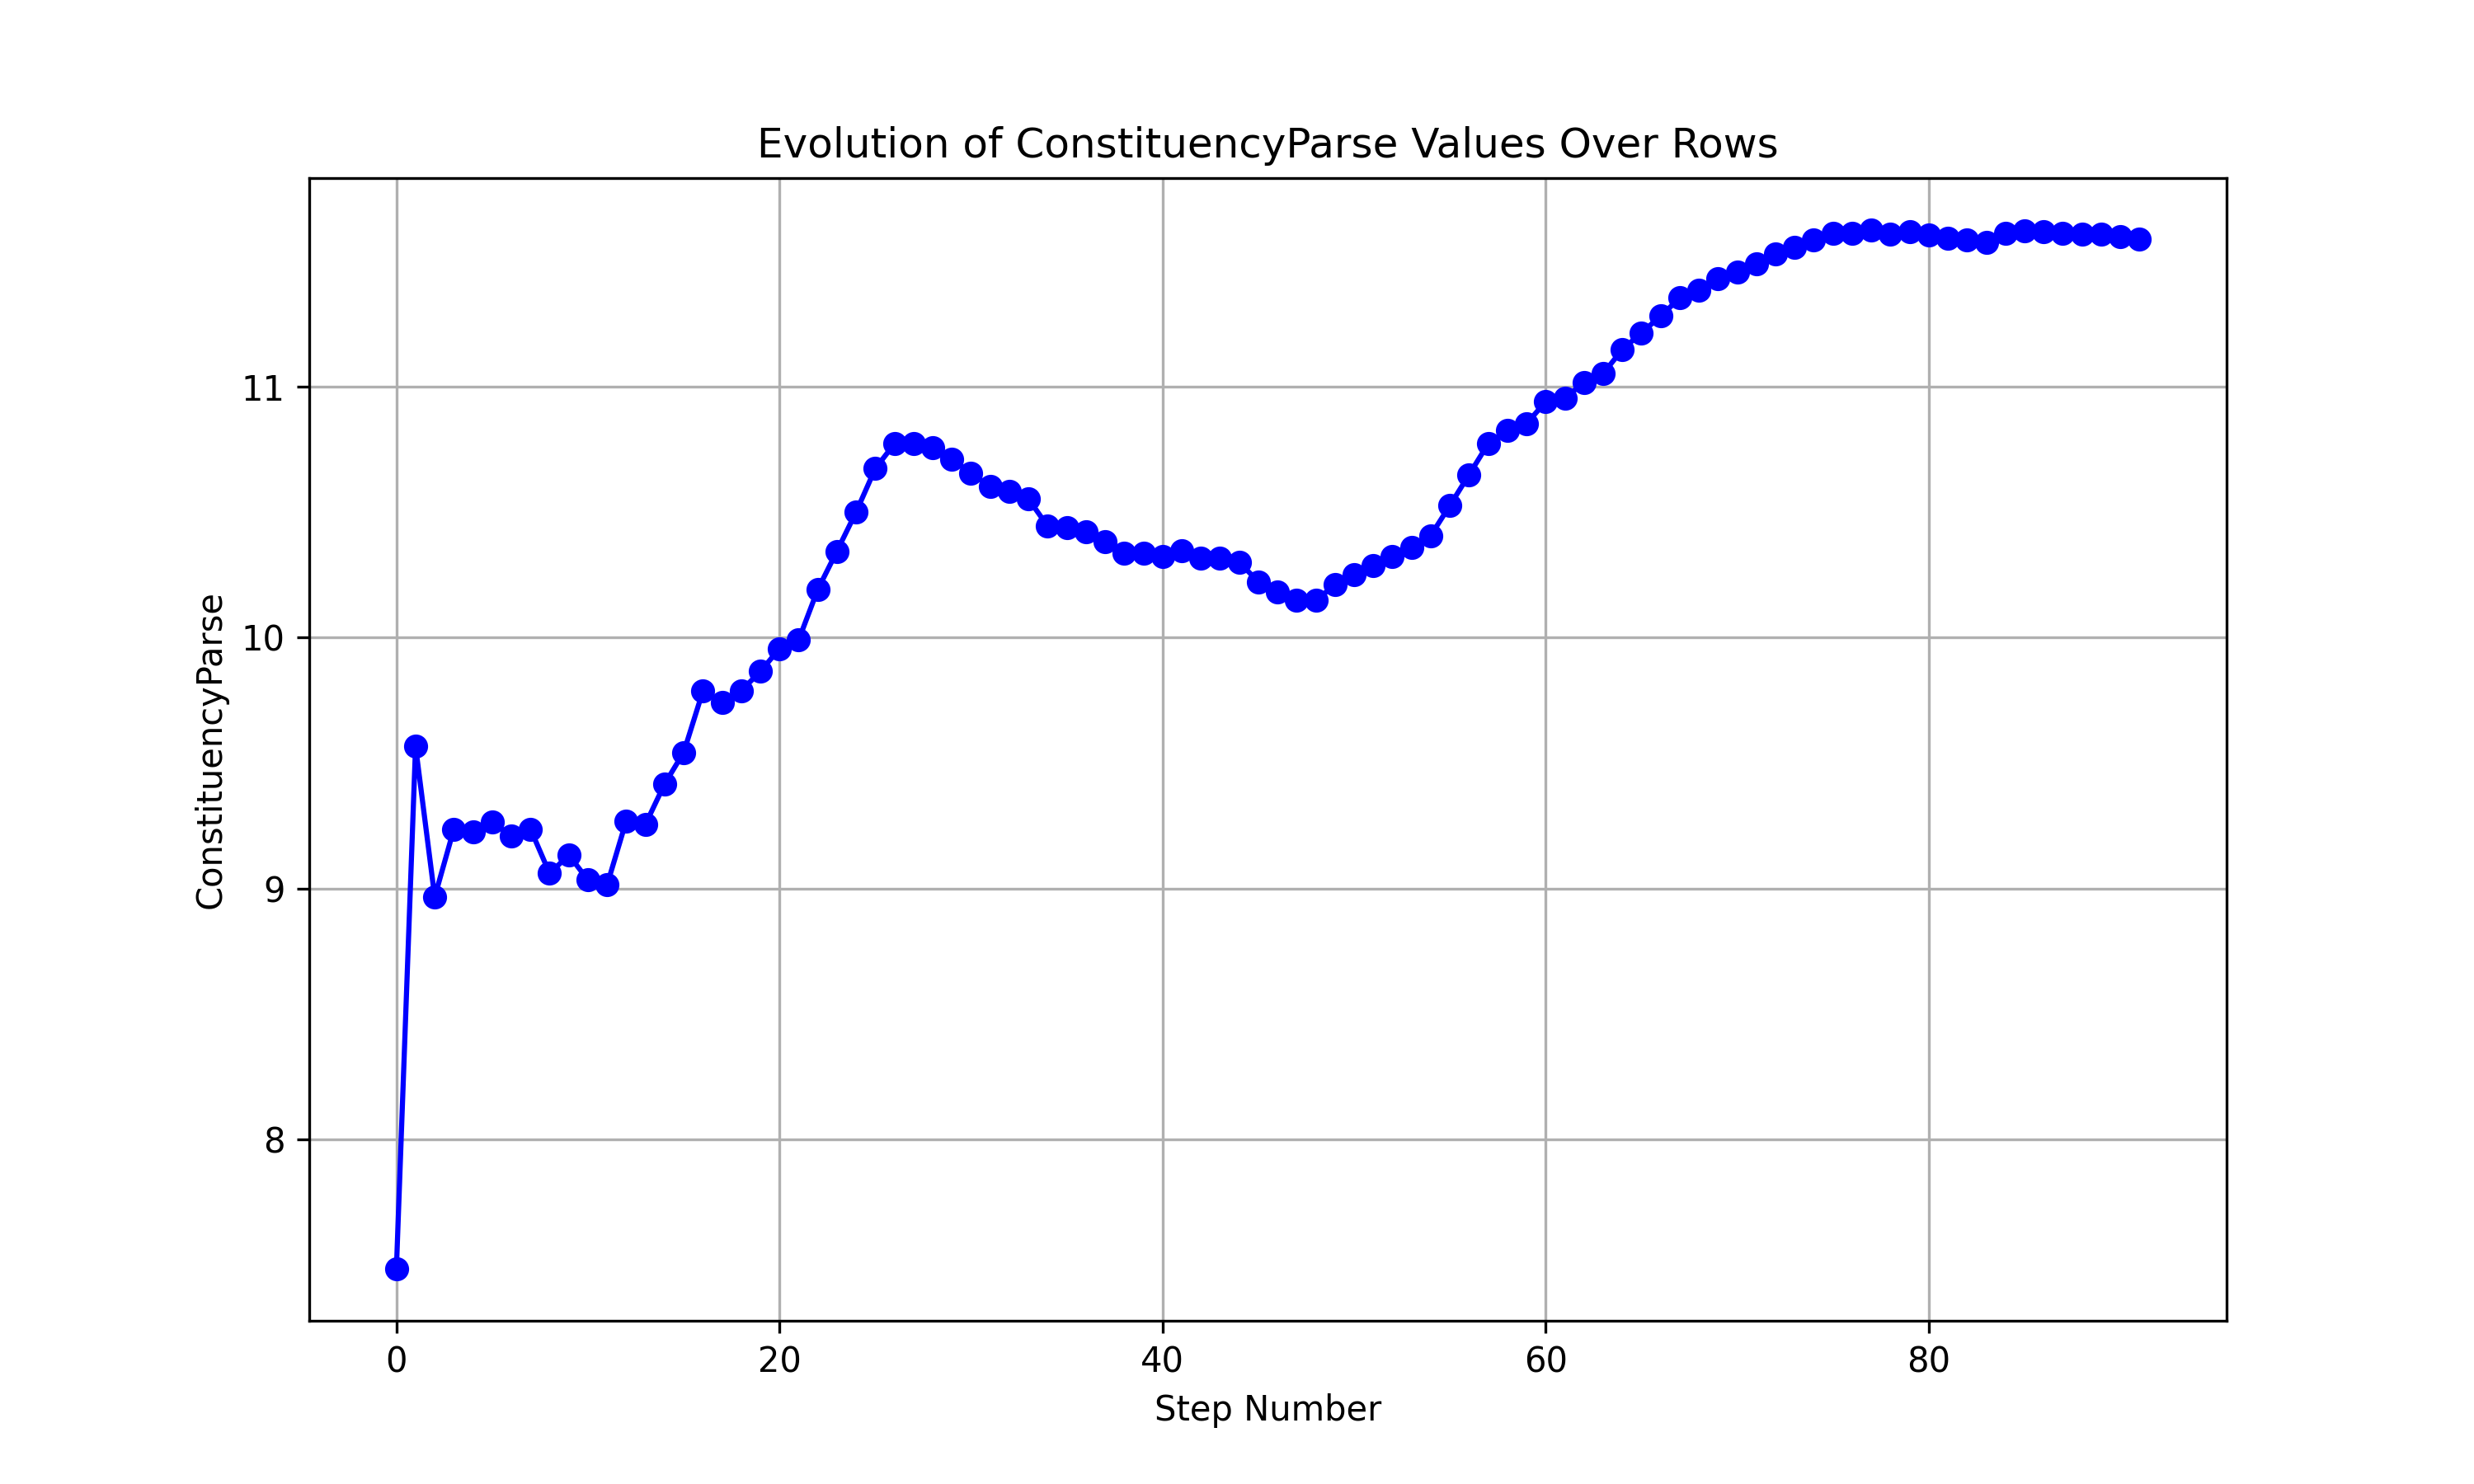 Evolution of ConstituencyParse Values Over Rows
ConstituencyParse
11
10
9
8
0 20 40 60 80
Step Number